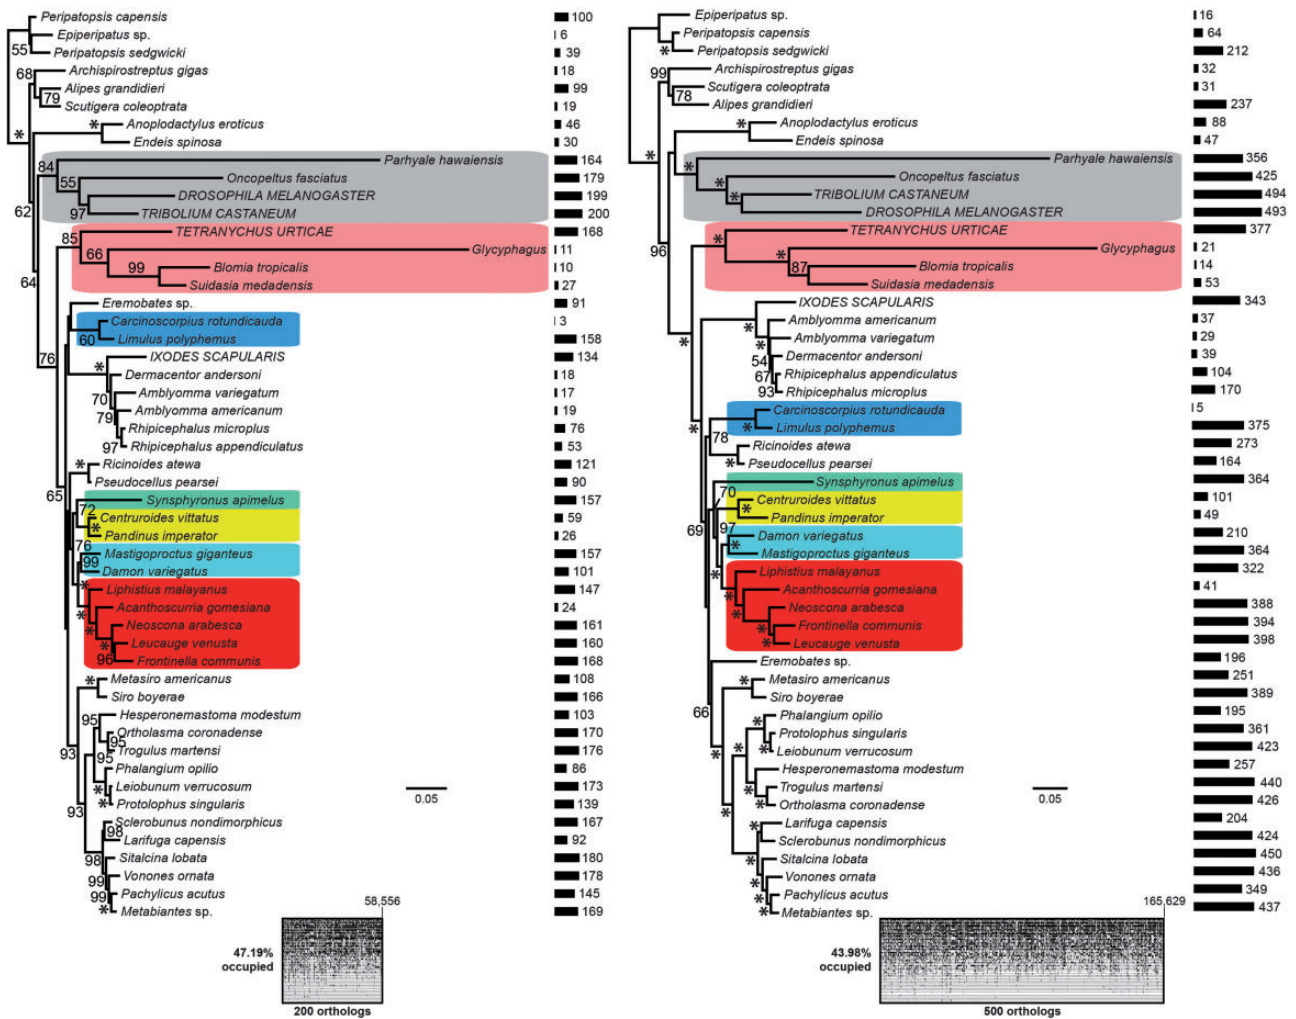 Peripatopsis capensis 100
Epiperipatus sp. 6
55 Peripatopsis sedgwicki 39
68 Archispirostreptus gigas 18
Alipes grandidieri 99
79 Scutigera coleoptrata 19
* * Anoplodactylus eroticus 46
Endeis spinosa 30
84 Parhyale hawaiensis 164
55 Oncopeltus fasciatus 179
DROSOPHILA MELANOGASTER 199
62 97 TRIBOLIUM CASTANEUM 200
85 TETRANYCHUS URTICAE 168
66 Glycyphagus 11
99 Blomia tropicalis 10
64 Suidasia medadensis 27
Eremobates sp. 91
Carcinoscorpius rotundicauda 3
60 Limulus polyphemus 158
76 * IXODES SCAPULARIS 134
Dermacentor andersoni 18
70 Amblyomma variegatum 17
79 Amblyomma americanum 19
Rhipicephalus microplus 76
97 Rhipicephalus appendiculatus 53
* Ricinoides atewa 121
65 Pseudocellus pearsei 90
Synsphyronus apimelus 157
72 Centruroides vittatus 59
* Pandinus imperator 26
76 Mastigoproctus giganteus 157
99 Damon variegatus 101
* Liphistius malayanus 147
* Acanthoscurria gomesiana 24
* Neoscona arabesca 161
* Leucauge venusta 160
96 Frontinella communis 168
* Metasiro americanus 108
Siro boyerae 166
95 Hesperonemastoma modestum 103
Ortholasma coronadense 170
93 95 95 Trogulus martensi 176
Phalangium opilio 86
* Leiobunum verrucosum 173
* Protolophus singularis 139
93 Sclerobunus nondimorphicus 167
98 Larifuga capensis 92
98 Sitalcina lobata 180
99 Vonones ornata 178
99 Pachylicus acutus 145
* Metabiantes sp. 169
0.05
58,556
47.19%
occupied
200 orthologs
Epiperipatus sp. 16
Peripatopsis capensis 64
* Peripatopsis sedgwicki 212
99 Archispirostreptus gigas 32
Scutigera coleoptrata 31
78 Alipes grandidieri 237
* Anoplodactylus eroticus 88
Endeis spinosa 47
* * Parhyale hawaiensis 356
* Oncopeltus fasciatus 425
* TRIBOLIUM CASTANEUM 494
DROSOPHILA MELANOGASTER 493
* TETRANYCHUS URTICAE 377
96 * Glycyphagus 21
87 Blomia tropicalis 14
Suidasia medadensis 53
IXODES SCAPULARIS 343
* Amblyomma americanum 37
* * Amblyomma variegatum 29
54 Dermacentor andersoni 39
67 Rhipicephalus appendiculatus 104
93 Rhipicephalus microplus 170
Carcinoscorpius rotundicauda 5
* * Limulus polyphemus 375
78 Ricinoides atewa 273
* Pseudocellus pearsei 164
Synsphyronus apimelus 364
70 Centruroides vittatus 101
* Pandinus imperator 49
69 97 Damon variegatus 210
* Mastigoproctus giganteus 364
* Liphistius malayanus 322
* Acanthoscurria gomesiana 41
* Neoscona arabesca 388
* Frontinella communis 394
* Leucauge venusta 398
Eremobates sp. 196
* Metasiro americanus 251
66 Siro boyerae 389
* Phalangium opilio 195
Protolophus singularis 361
* * * Leiobunum verrucosum 423
Hesperonemastoma modestum 257
* Trogulus martensi 440
* Ortholasma coronadense 426
* * Larifuga capensis 204
Sclerobunus nondimorphicus 424
* Sitalcina lobata 450
* Vonones ornata 436
* Pachylicus acutus 349
* Metabiantes sp. 437
0.05
165,629
43.98%
occupied
500 orthologs